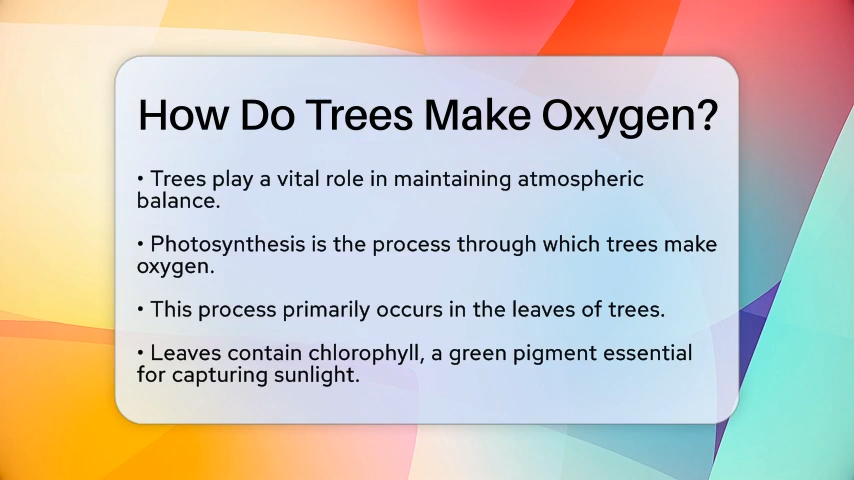 How Do Trees Make Oxygen?
• Trees play a vital role in maintaining atmospheric
balance.
• Photosynthesis is the process through which trees make
oxygen.
• This process primarily occurs in the leaves of trees.
• Leaves contain chlorophyll, a green pigment essential
for capturing sunlight.